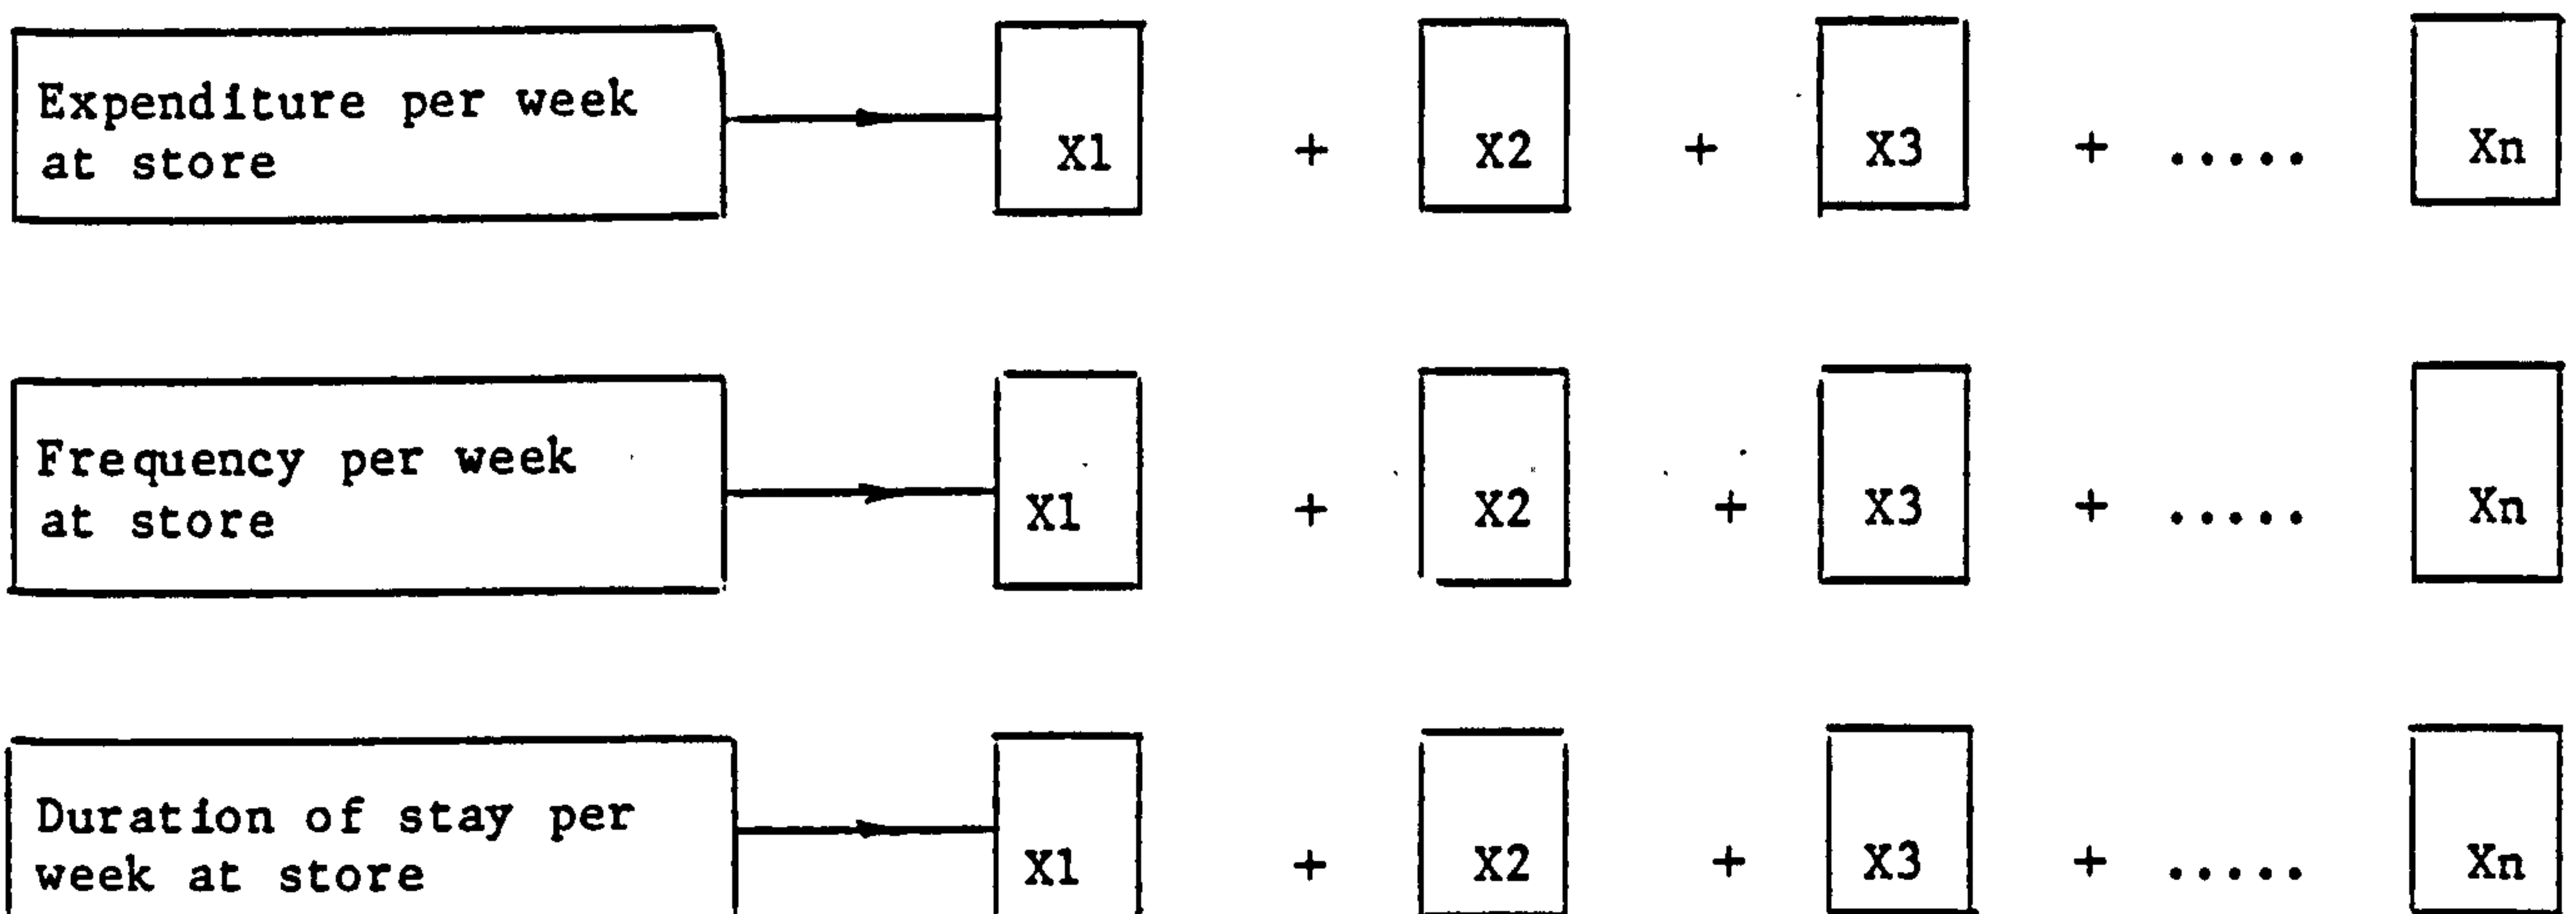 Expenditure per week
at store
X1 + X2 + X3 + ..... Xn
Frequency per week
at store
X1 + X2 + X3 + ..... Xn
Duration of stay per
week at store
X1 + X2 + X3 + ..... Xn